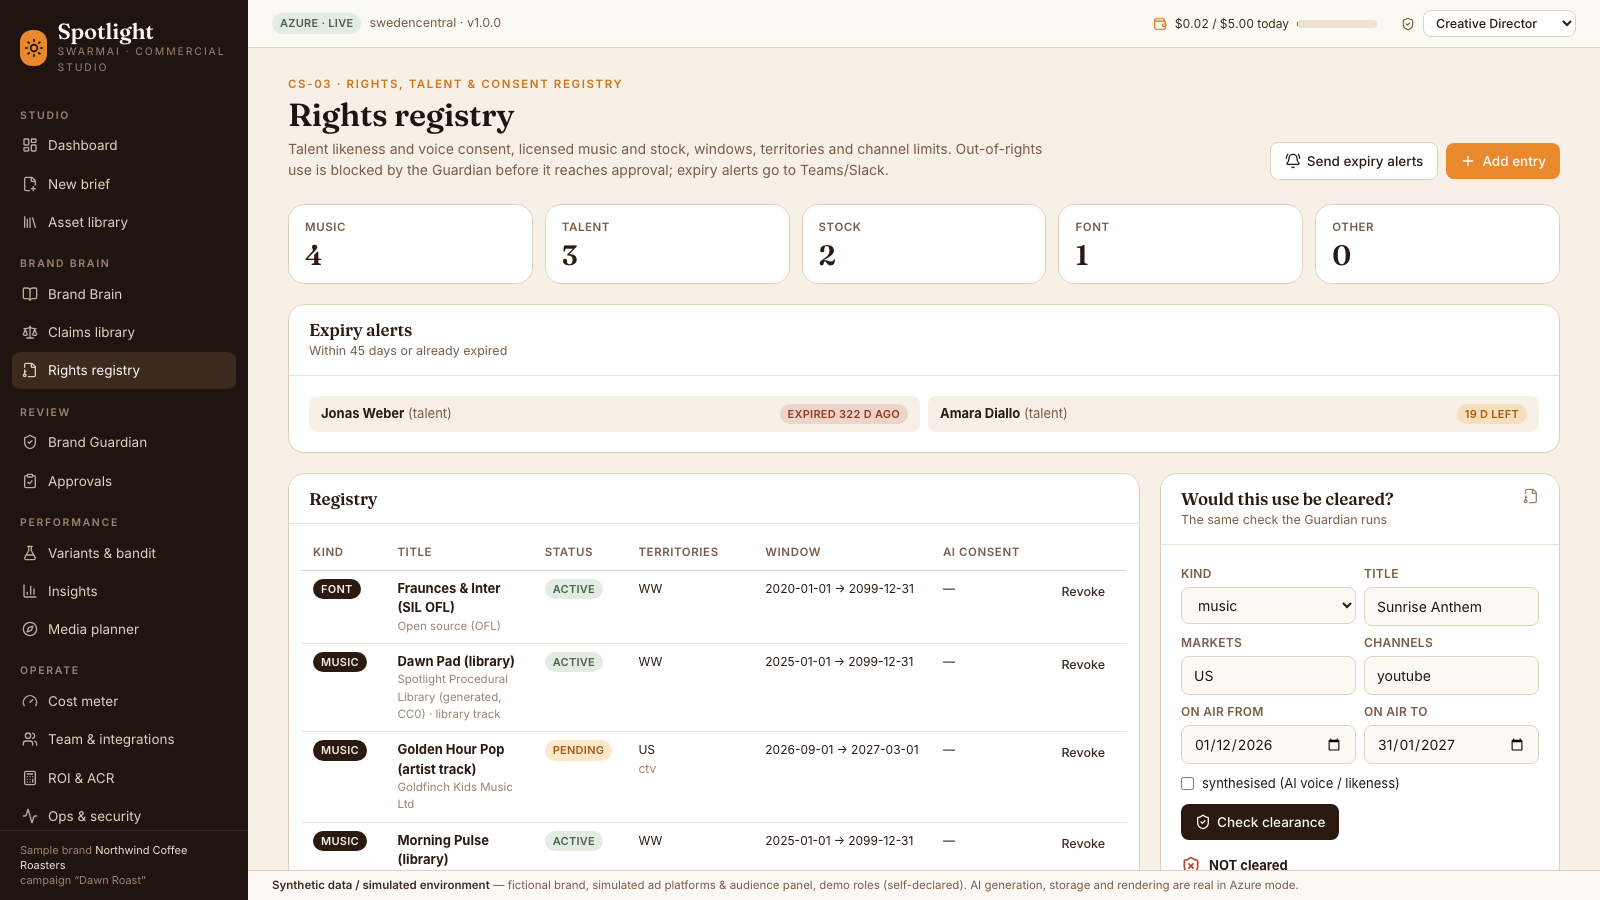 Spotlight
SWARMAI · COMMERCIAL
STUDIO
STUDIO
Dashboard
New brief
Asset library
BRAND BRAIN
Brand Brain
Claims library
Rights registry
REVIEW
Brand Guardian
Approvals
PERFORMANCE
Variants & bandit
Insights
Media planner
OPERATE
Cost meter
Team & integrations
ROI & ACR
Ops & security
Sample brand Northwind Coffee
Roasters
campaign “Dawn Roast”
AZURE · LIVE swedencentral · v1.0.0
$0.02 / $5.00 today
Creative Director
CS-03 · RIGHTS, TALENT & CONSENT REGISTRY
Rights registry
Talent likeness and voice consent, licensed music and stock, windows, territories and channel limits. Out-of-rights
use is blocked by the Guardian before it reaches approval; expiry alerts go to Teams/Slack.
Send expiry alerts
Add entry
MUSIC
4
TALENT
3
STOCK
2
FONT
1
OTHER
0
Expiry alerts
Within 45 days or already expired
Jonas Weber (talent) EXPIRED 322 D AGO
Amara Diallo (talent) 19 D LEFT
Registry
KIND TITLE STATUS TERRITORIES WINDOW AI CONSENT
FONT Fraunces & Inter ACTIVE WW 2020-01-01 → 2099-12-31 — Revoke
(SIL OFL)
Open source (OFL)
MUSIC Dawn Pad (library) ACTIVE WW 2025-01-01 → 2099-12-31 — Revoke
Spotlight Procedural
Library (generated,
CC0) · library track
MUSIC Golden Hour Pop PENDING US 2026-09-01 → 2027-03-01 — Revoke
(artist track) ctv
Goldfinch Kids Music
Ltd
MUSIC Morning Pulse ACTIVE WW 2025-01-01 → 2099-12-31 — Revoke
(library)
Would this use be cleared?
The same check the Guardian runs
KIND TITLE
music Sunrise Anthem
MARKETS CHANNELS
US youtube
ON AIR FROM ON AIR TO
01/12/2026 31/01/2027
synthesised (AI voice / likeness)
Check clearance
NOT cleared
Synthetic data / simulated environment — fictional brand, simulated ad platforms & audience panel, demo roles (self-declared). AI generation, storage and rendering are real in Azure mode.